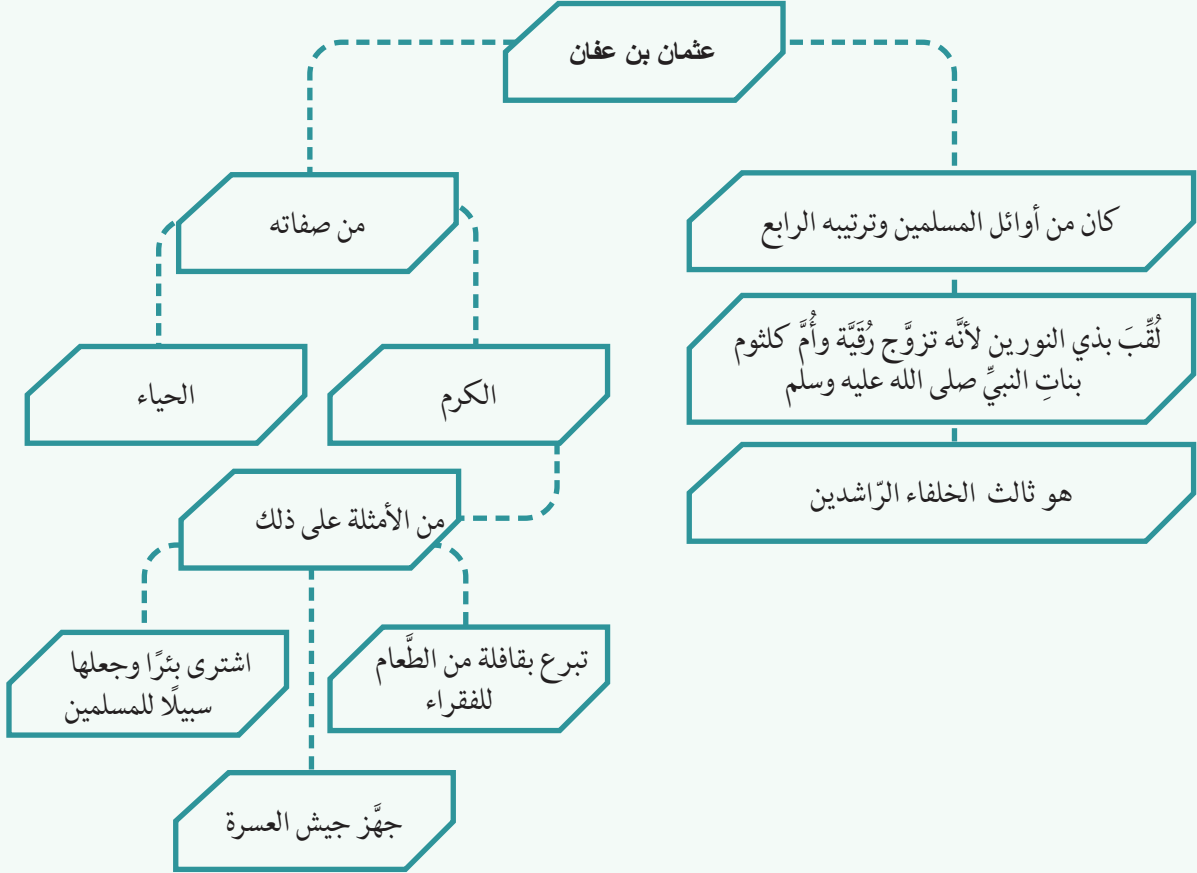 عثمان بن عفان
كان من أوائل المسلمين وترتيبه الرابع
لُقِّبَ بذي النورين لأنَّه تزوَّج رُقَيَّة وأُمَّ كلثوم
بناتِ النبيِّ صلى الله عليه وسلم
هو ثالث الخلفاء الرّاشدين
من صفاته
الكرم
الحياء
من الأمثلة على ذلك
تبرع بقافلة من الطَّعام
للفقراء
اشترى بئرًا وجعلها
سبيلًا للمسلمين
جهَّز جيش العسرة